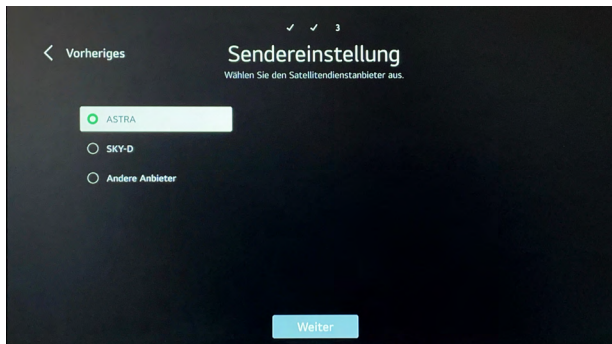 ✓ ✓ 3
Vorheriges
Sendereinstellung
Wählen Sie den Satellitendienstanbieter aus.
ASTRA
SKY-D
Andere Anbieter
Weiter